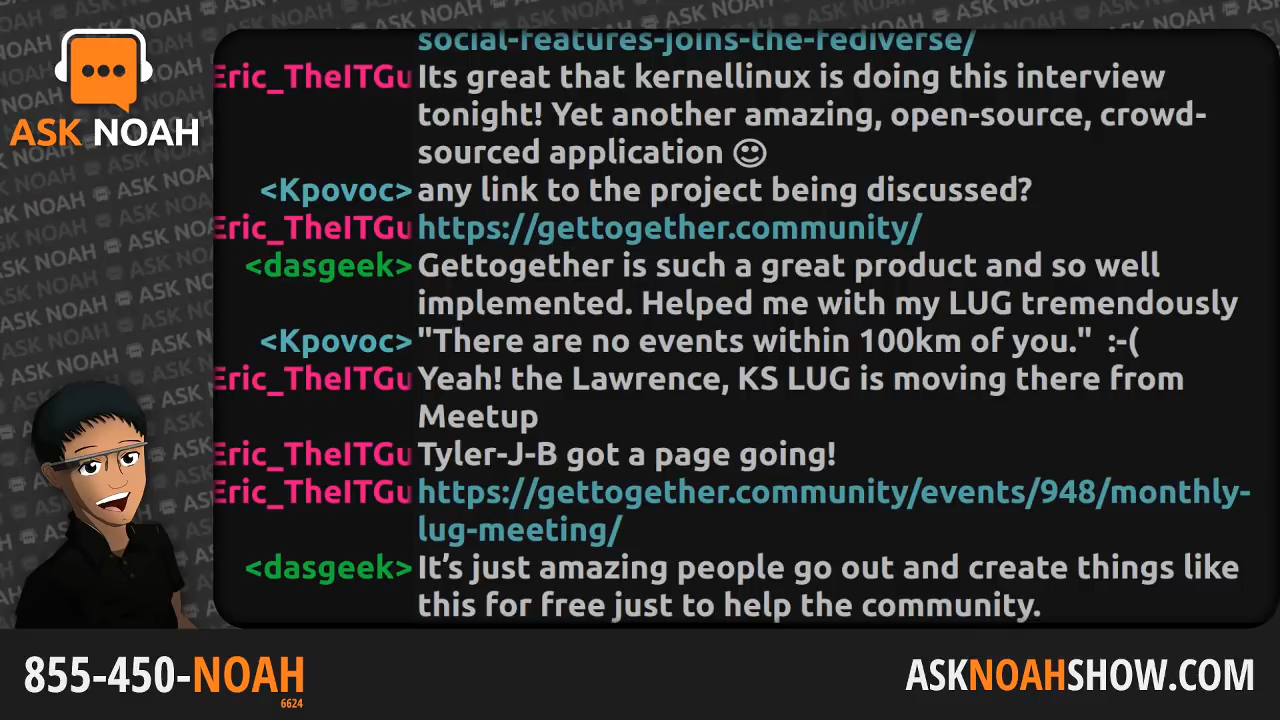 social-features-joins-the-fediverse/
Eric_TheITGu Its great that kernellinux is doing this interview
tonight! Yet another amazing, open-source, crowd-
sourced application
<Kpovoc> any link to the project being discussed?
Eric_TheITGu https://gettogether.community/
<dasgeek> Gettogether is such a great product and so well
implemented. Helped me with my LUG tremendously
<Kpovoc> "There are no events within 100km of you." :-(
Eric_TheITGu Yeah! the Lawrence, KS LUG is moving there from
Meetup
Eric_TheITGu Tyler-J-B got a page going!
Eric_TheITGu https://gettogether.community/events/948/monthly-
lug-meeting/
<dasgeek> It’s just amazing people go out and create things like
this for free just to help the community.
ASK NOAH
855-450-NOAH
6624
ASKNOAHSHOW.COM